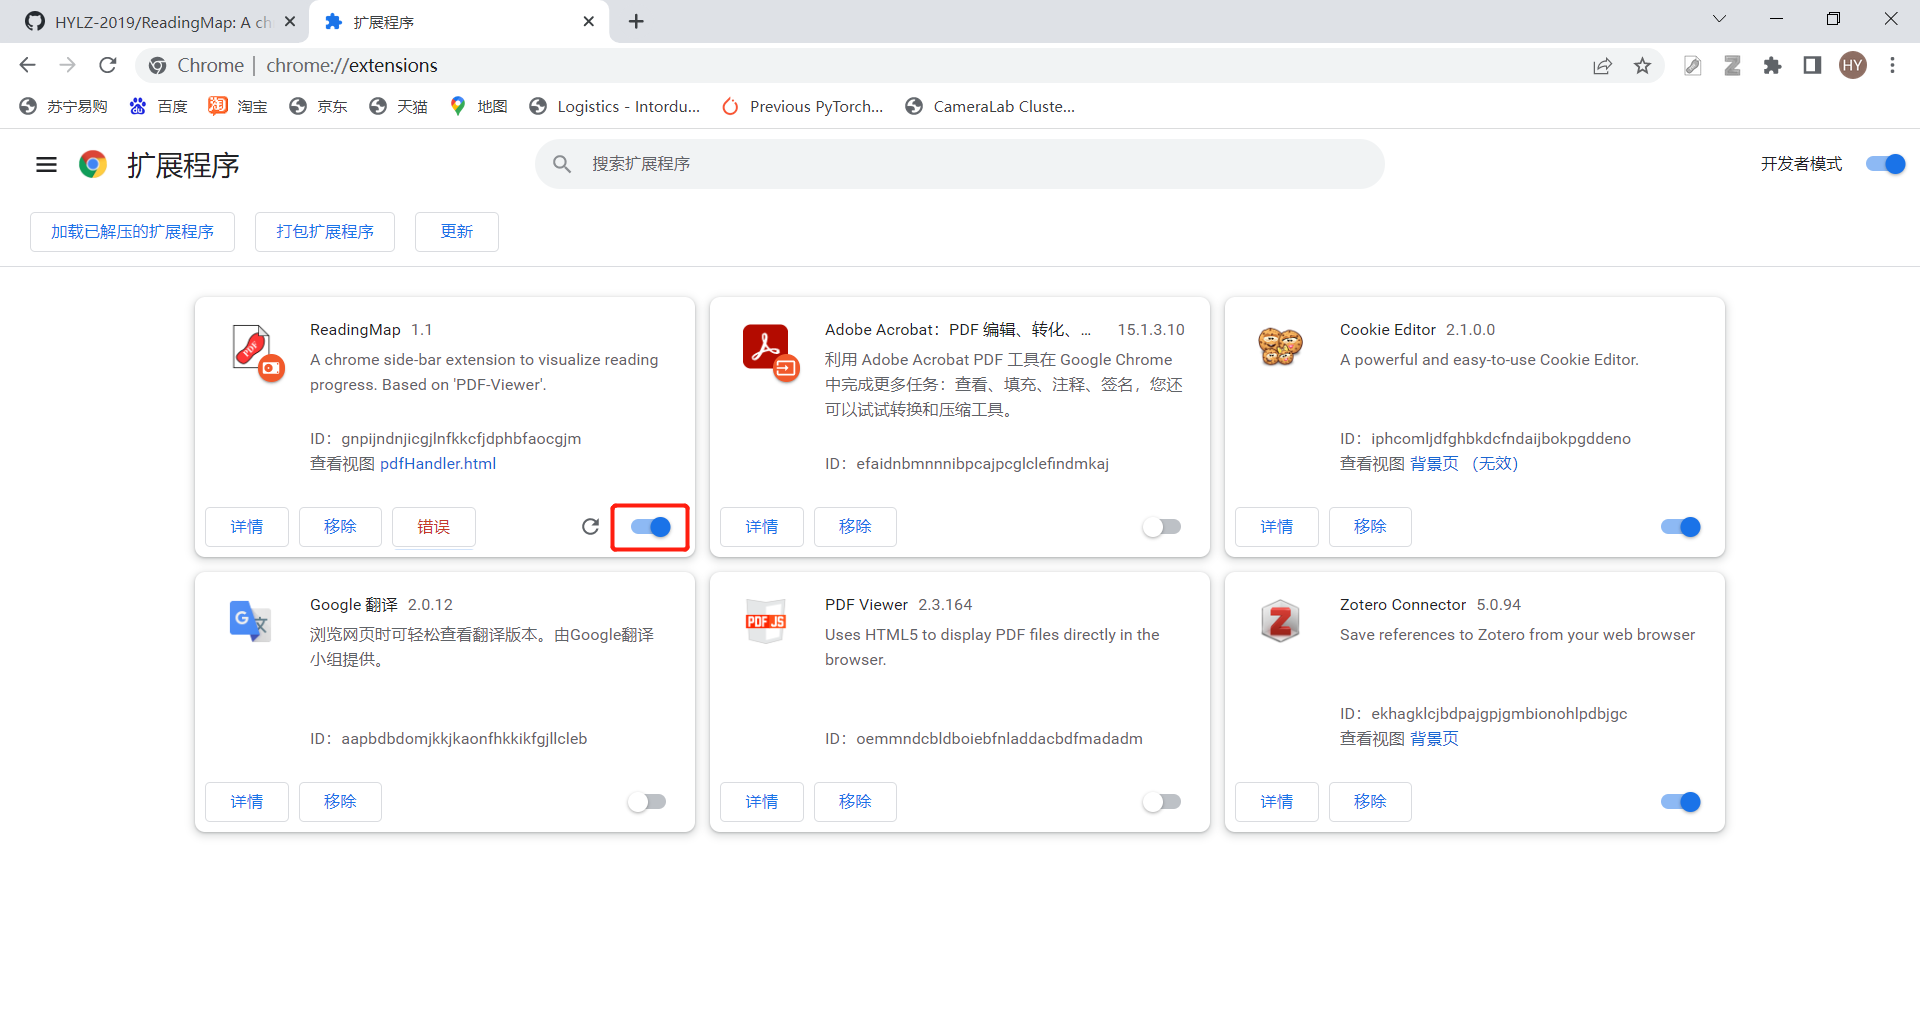 HYLZ-2019/ReadingMap: A ch
扩展程序
Chrome | chrome://extensions
HY
苏宁易购
百度
淘宝
京东
天猫
地图
Logistics - Intordu...
Previous PyTorch...
CameraLab Cluste...
扩展程序
搜索扩展程序
开发者模式
加载已解压的扩展程序
打包扩展程序
更新
PDF
ReadingMap 1.1
A chrome side-bar extension to visualize reading
progress. Based on 'PDF-Viewer'.
ID：gnpijndnjicgjlnfkkcfjdphbfaocgjm
查看视图 pdfHandler.html
详情
移除
错误
Adobe Acrobat：PDF 编辑、转化、... 15.1.3.10
利用 Adobe Acrobat PDF 工具在 Google Chrome
中完成更多任务：查看、填充、注释、签名，您还
可以试试转换和压缩工具。
ID：efaidnbmnnnibpcajpcglclefindmkaj
详情
移除
Cookie Editor 2.1.0.0
A powerful and easy-to-use Cookie Editor.
ID：iphcomljdfghbkdcfndaijbokpgddeno
查看视图 背景页 （无效）
详情
移除
G 文
Google 翻译 2.0.12
浏览网页时可轻松查看翻译版本。由Google翻译
小组提供。
ID：aapbdbdomjkkjkaonfhkkikfgjllcleb
详情
移除
PDF JS
PDF Viewer 2.3.164
Uses HTML5 to display PDF files directly in the
browser.
ID：oemmndcbldboiebfnladdacbdfmadadm
详情
移除
Z
Zotero Connector 5.0.94
Save references to Zotero from your web browser
ID：ekhagklcjbdpajgpjgmbionohlpdbjgc
查看视图 背景页
详情
移除